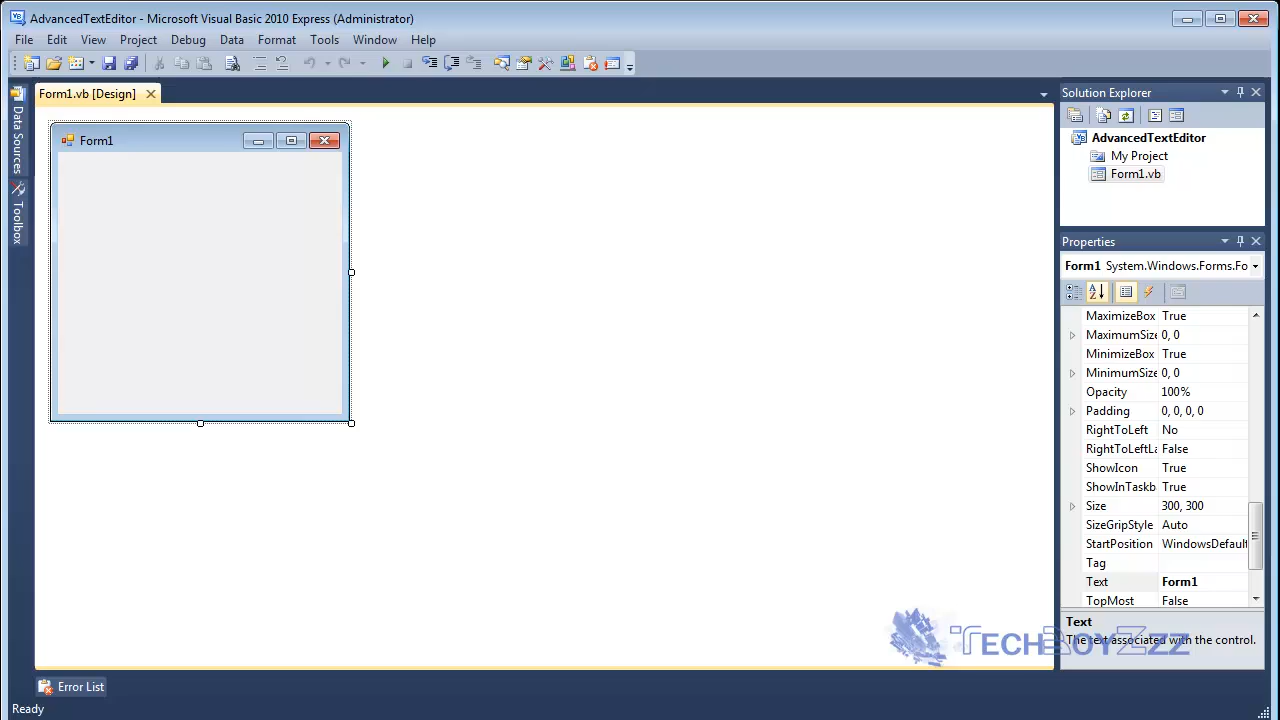 AdvancedTextEditor - Microsoft Visual Basic 2010 Express (Administrator)
File Edit View Project Debug Data Format Tools Window Help
Form1.vb [Design]
Data Sources
Toolbox
Form1
Solution Explorer
AdvancedTextEditor
My Project
Form1.vb
Properties
Form1 System.Windows.Forms.Fo
MaximizeBox True
MaximumSize 0, 0
MinimizeBox True
MinimumSize 0, 0
Opacity 100%
Padding 0, 0, 0, 0
RightToLeft No
RightToLeftLa False
ShowIcon True
ShowInTaskb True
Size 300, 300
SizeGripStyle Auto
StartPosition WindowsDefault
Tag
Text Form1
TopMost False
Text
The text associated with the control.
TechBoyZzz
Error List
Ready